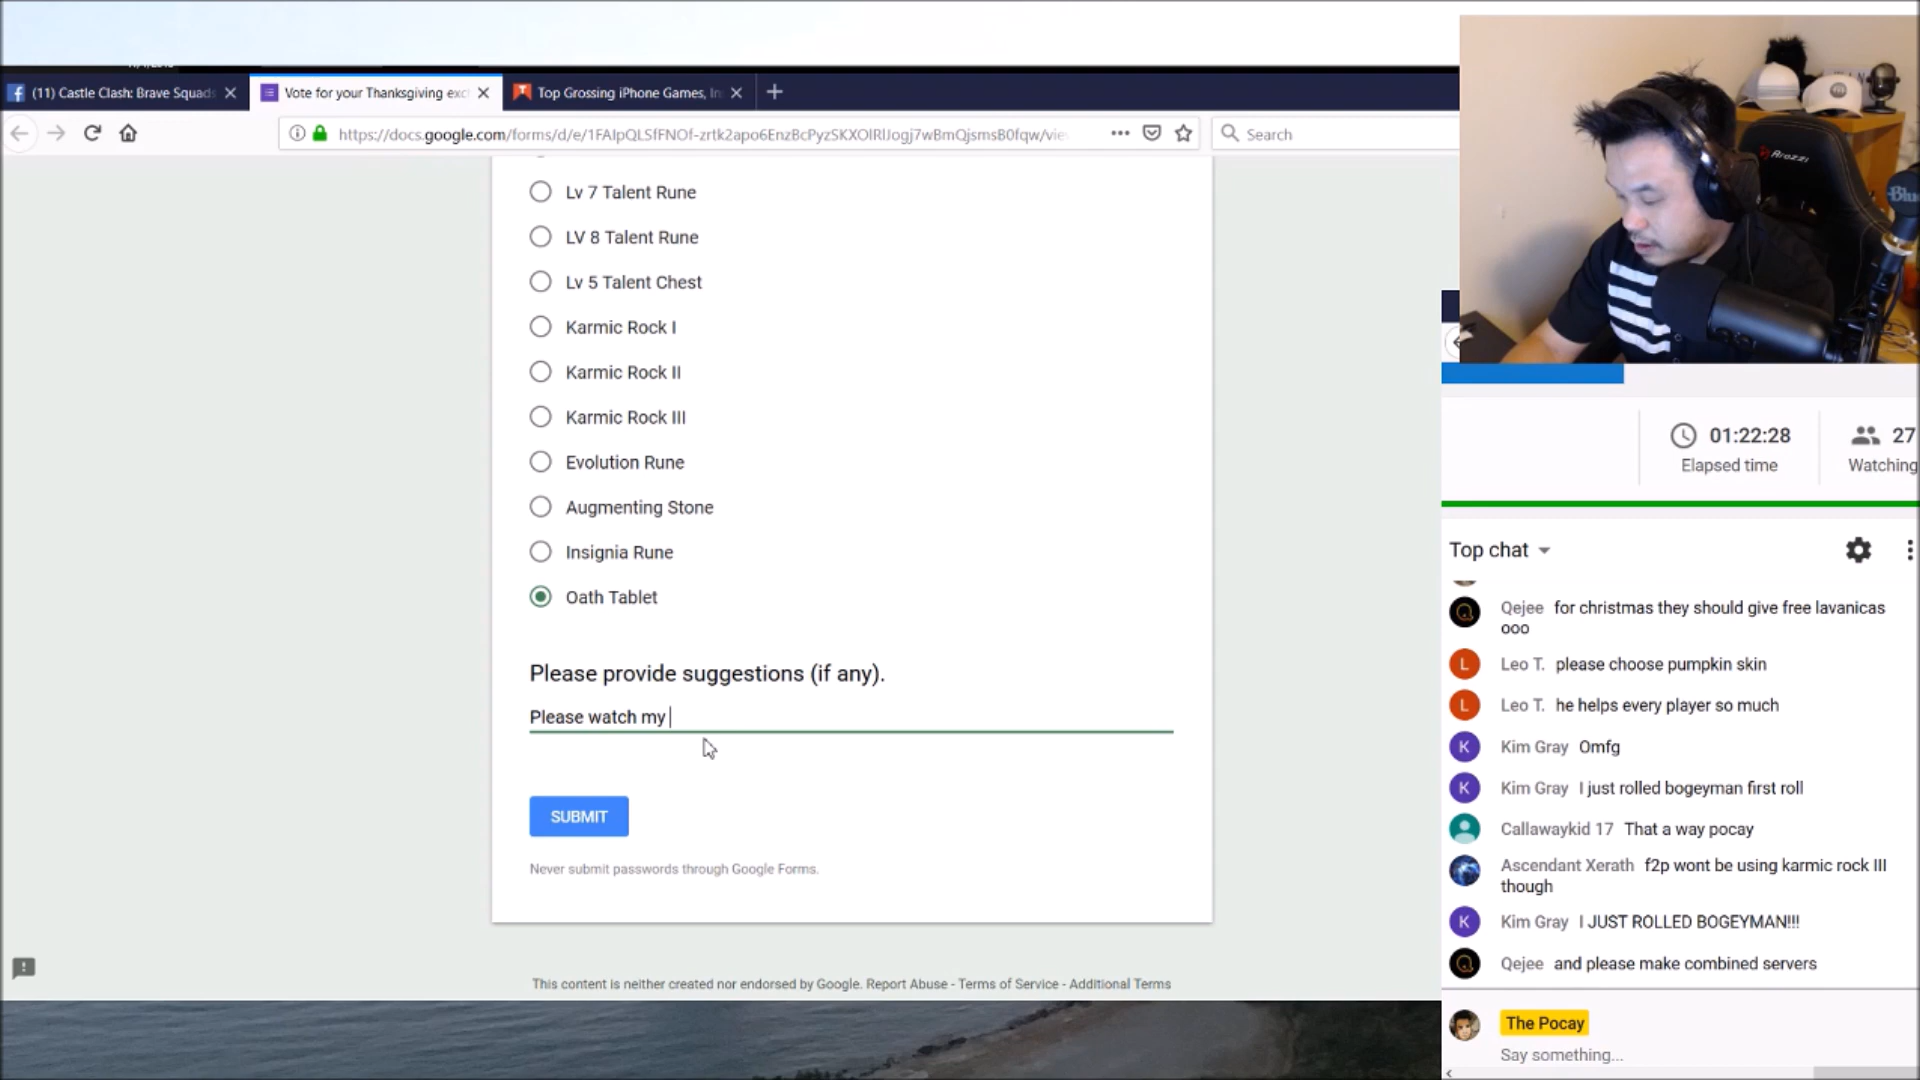 (11) Castle Clash: Brave Squads
Vote for your Thanksgiving exc
Top Grossing iPhone Games, In
https://docs.google.com/forms/d/e/1FAIpQLSfFNOf-zrtk2apo6EnzBcPyzSKXOlRlJogj7wBmQjsmsB0fqw/vie
Search
Lv 7 Talent Rune
LV 8 Talent Rune
Lv 5 Talent Chest
Karmic Rock I
Karmic Rock II
Karmic Rock III
Evolution Rune
Augmenting Stone
Insignia Rune
Oath Tablet
Please provide suggestions (if any).
Please watch my
SUBMIT
Never submit passwords through Google Forms.
This content is neither created nor endorsed by Google. Report Abuse - Terms of Service - Additional Terms
Arozzi
Blue
01:22:28
Elapsed time
27
Watching
Top chat
Qejee for christmas they should give free lavanicas
ooo
L Leo T. please choose pumpkin skin
L Leo T. he helps every player so much
K Kim Gray Omfg
K Kim Gray I just rolled bogeyman first roll
Callawaykid 17 That a way pocay
Ascendant Xerath f2p wont be using karmic rock III
though
K Kim Gray I JUST ROLLED BOGEYMAN!!!
Qejee and please make combined servers
The Pocay
Say something...